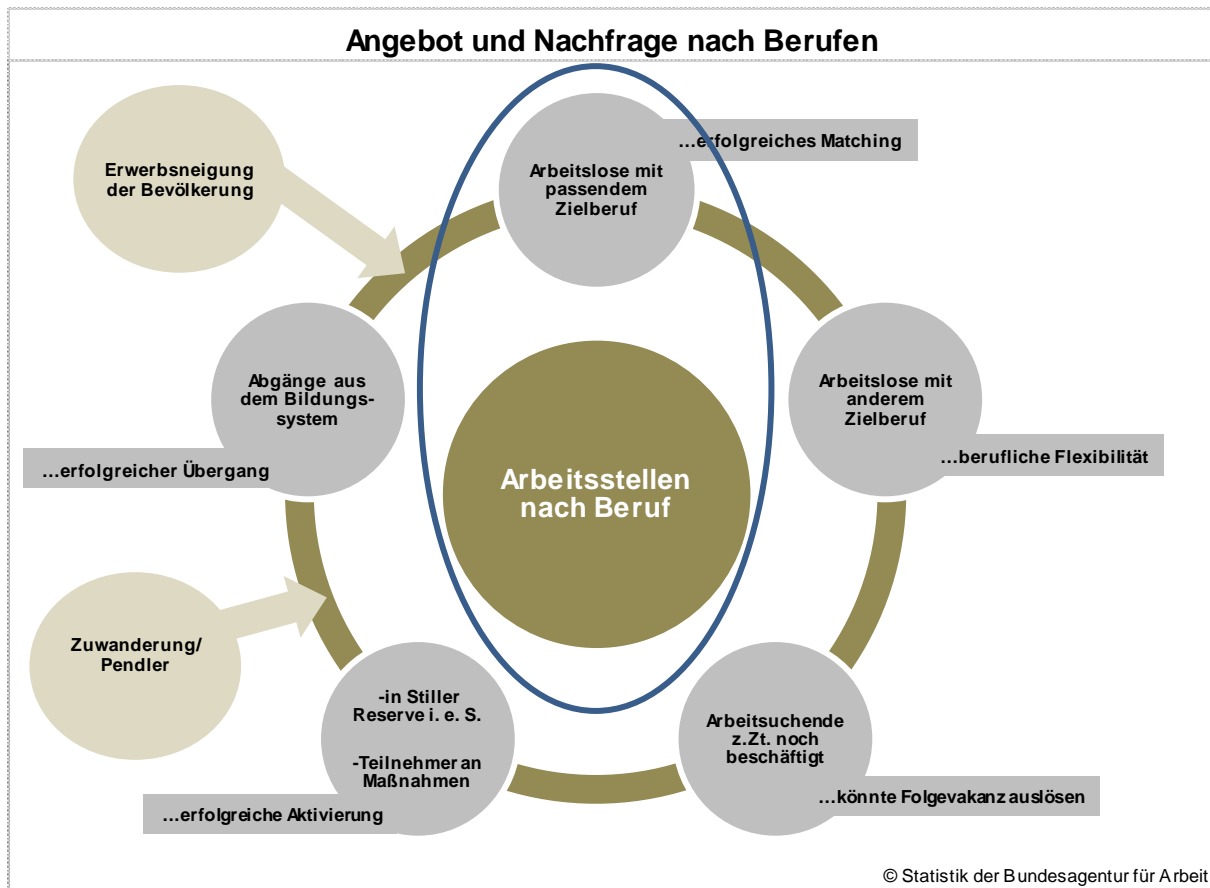 Angebot und Nachfrage nach Berufen
Erwerbsneigung
der Bevölkerung
Arbeitslose mit
passendem
Zielberuf
…erfolgreiches Matching
Abgänge aus
dem Bildungs-
system
…erfolgreicher Übergang
Arbeitslose mit
anderem
Zielberuf
…berufliche Flexibilität
Arbeitsstellen
nach Beruf
Zuwanderung/
Pendler
-in Stiller
Reserve i. e. S.
-Teilnehmer an
Maßnahmen
…erfolgreiche Aktivierung
Arbeitsuchende
z.Zt. noch
beschäftigt
…könnte Folgevakanz auslösen
© Statistik der Bundesagentur für Arbeit